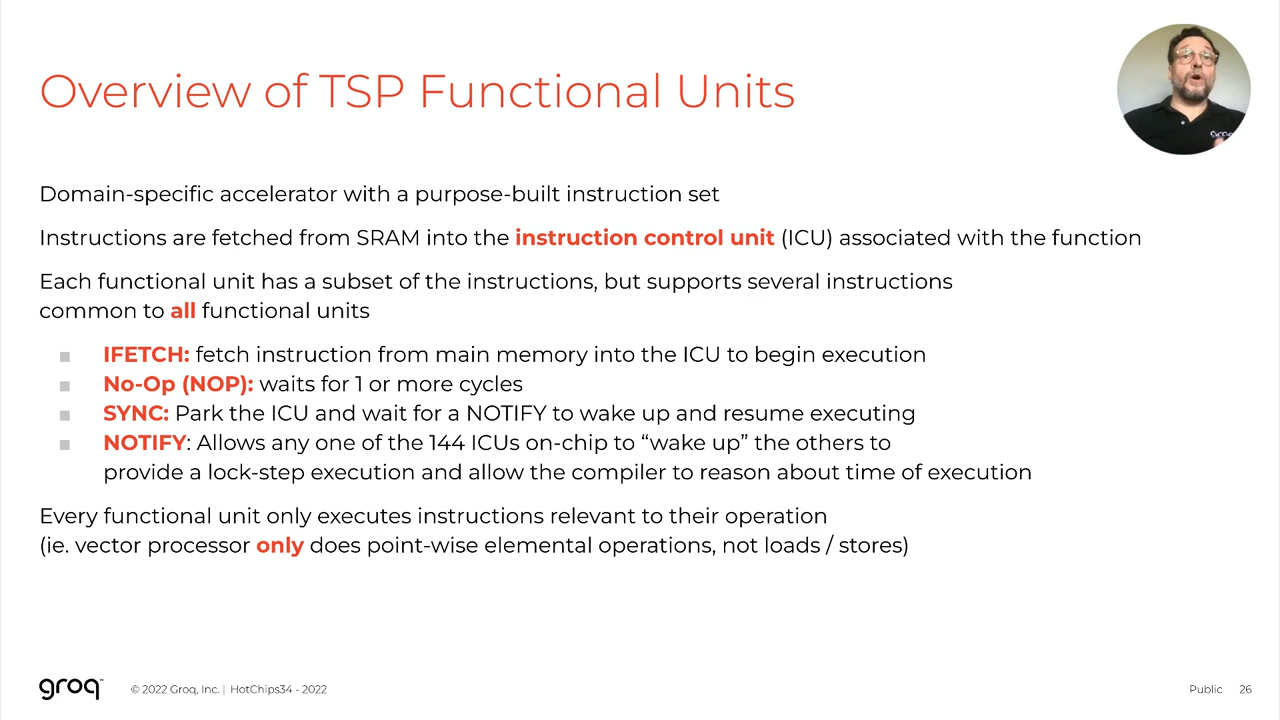 Overview of TSP Functional Units
Domain-specific accelerator with a purpose-built instruction set
Instructions are fetched from SRAM into the instruction control unit (ICU) associated with the function
Each functional unit has a subset of the instructions, but supports several instructions
common to all functional units
■ IFETCH: fetch instruction from main memory into the ICU to begin execution
■ No-Op (NOP): waits for 1 or more cycles
■ SYNC: Park the ICU and wait for a NOTIFY to wake up and resume executing
■ NOTIFY: Allows any one of the 144 ICUs on-chip to “wake up” the others to
provide a lock-step execution and allow the compiler to reason about time of execution
Every functional unit only executes instructions relevant to their operation
(ie. vector processor only does point-wise elemental operations, not loads / stores)
groq™ © 2022 Groq, Inc. | HotChips34 - 2022 Public 26
groq